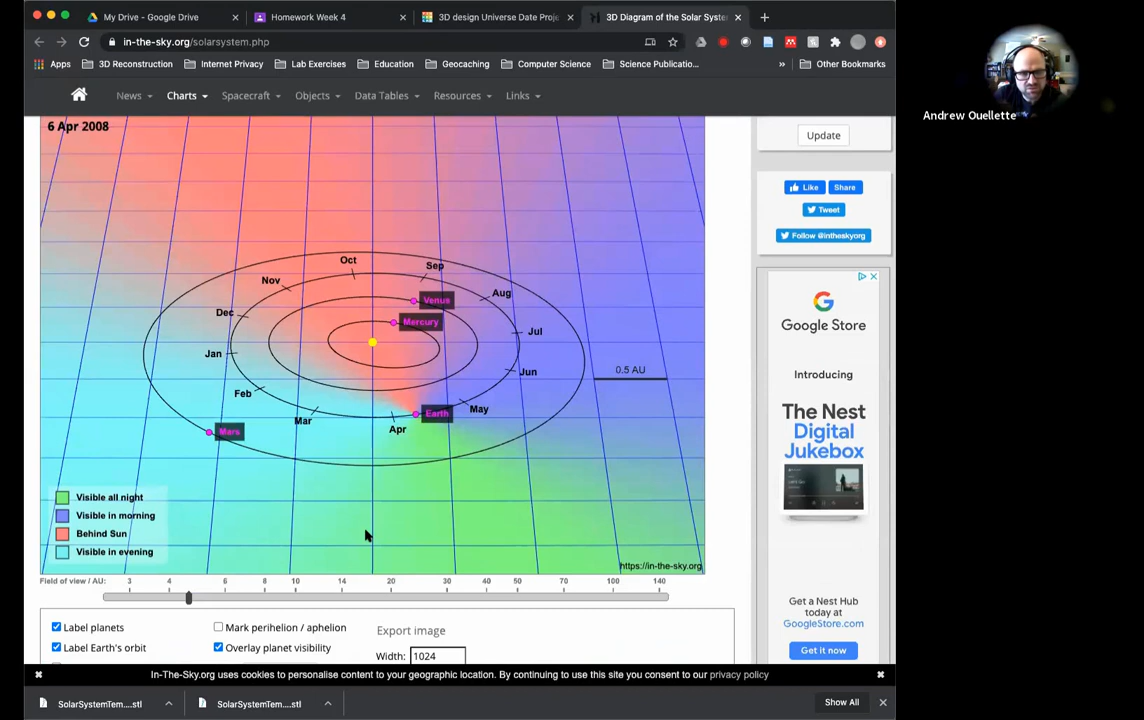 My Drive - Google Drive
Homework Week 4
3D design Universe Date Proje
3D Diagram of the Solar Syste
in-the-sky.org/solarsystem.php
Apps 3D Reconstruction Internet Privacy Lab Exercises Education Geocaching Computer Science Science Publicatio... » Other Bookmarks
News Charts Spacecraft Objects Data Tables Resources Links
Andrew Ouellette
6 Apr 2008
Update
Like Share
Tweet
Follow @intheskyorg
Oct
Sep
Nov
Aug
Venus
Dec
Mercury
Jul
Jan
Jun
0.5 AU
Feb
May
Mar
Earth
Apr
Mars
Visible all night
Visible in morning
Behind Sun
Visible in evening
https://in-the-sky.org
Field of view / AU: 3 4 6 8 10 14 20 30 40 50 70 100 140
Label planets
Mark perihelion / aphelion
Export image
Label Earth's orbit
Overlay planet visibility
Width: 1024
Google Store
Introducing
The Nest
Digital
Jukebox
Get a Nest Hub
today at
GoogleStore.com
Get it now
In-The-Sky.org uses cookies to personalise content to your geographic location. By continuing to use this site you consent to our privacy policy
SolarSystemTem....stl
SolarSystemTem....stl
Show All